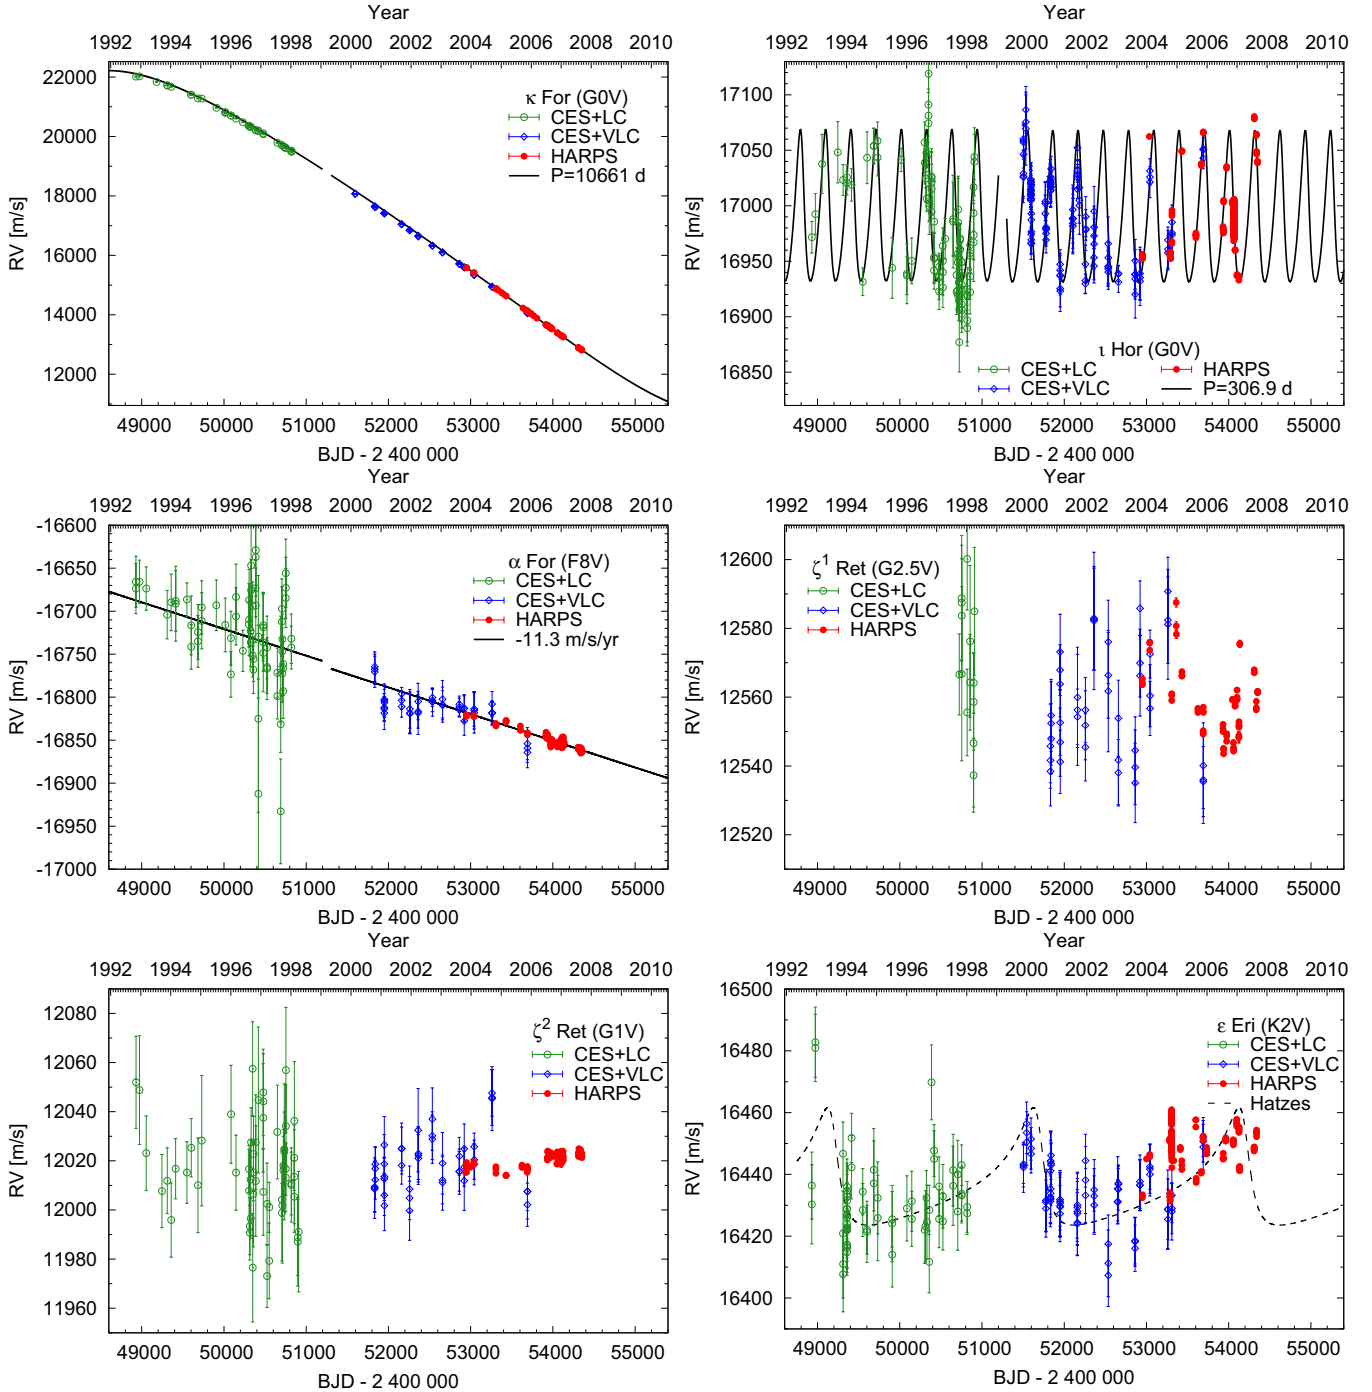 Year
1992 1994 1996 1998 2000 2002 2004 2006 2008 2010
22000
20000
18000
16000
14000
12000
RV [m/s]
κ For (G0V)
CES+LC
CES+VLC
HARPS
P=10661 d
49000 50000 51000 52000 53000 54000 55000
BJD - 2 400 000
Year
1992 1994 1996 1998 2000 2002 2004 2006 2008 2010
17100
17050
17000
16950
16900
16850
RV [m/s]
ι Hor (G0V)
CES+LC
CES+VLC
HARPS
P=306.9 d
49000 50000 51000 52000 53000 54000 55000
BJD - 2 400 000
Year
1992 1994 1996 1998 2000 2002 2004 2006 2008 2010
-16600
-16650
-16700
-16750
-16800
-16850
-16900
-16950
-17000
RV [m/s]
α For (F8V)
CES+LC
CES+VLC
HARPS
-11.3 m/s/yr
49000 50000 51000 52000 53000 54000 55000
BJD - 2 400 000
Year
1992 1994 1996 1998 2000 2002 2004 2006 2008 2010
12600
12580
12560
12540
12520
RV [m/s]
ζ¹ Ret (G2.5V)
CES+LC
CES+VLC
HARPS
49000 50000 51000 52000 53000 54000 55000
BJD - 2 400 000
Year
1992 1994 1996 1998 2000 2002 2004 2006 2008 2010
12080
12060
12040
12020
12000
11980
11960
RV [m/s]
ζ² Ret (G1V)
CES+LC
CES+VLC
HARPS
49000 50000 51000 52000 53000 54000 55000
BJD - 2 400 000
Year
1992 1994 1996 1998 2000 2002 2004 2006 2008 2010
16500
16480
16460
16440
16420
16400
RV [m/s]
ε Eri (K2V)
CES+LC
CES+VLC
HARPS
Hatzes
49000 50000 51000 52000 53000 54000 55000
BJD - 2 400 000